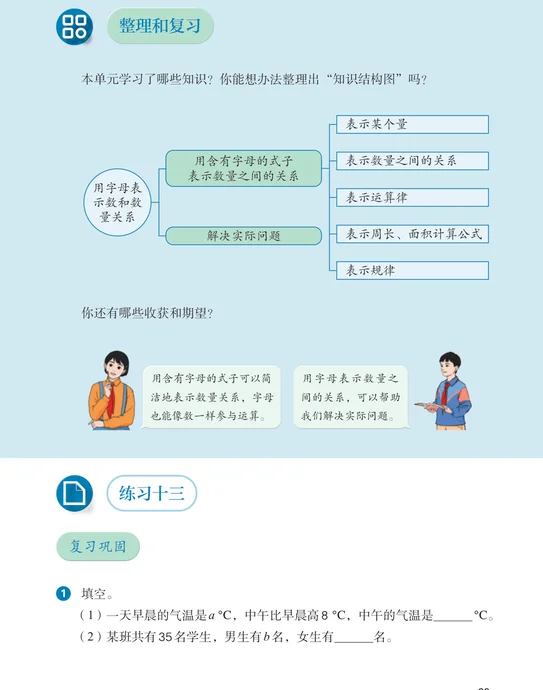 整理和复习
本单元学习了哪些知识？你能想办法整理出“知识结构图”吗？
用字母表
示数和数
量关系
用含有字母的式子
表示数量之间的关系
解决实际问题
表示某个量
表示数量之间的关系
表示运算律
表示周长、面积计算公式
表示规律
你还有哪些收获和期望？
用含有字母的式子可以简
洁地表示数量关系，字母
也能像数一样参与运算。
用字母表示数量之
间的关系，可以帮助
我们解决实际问题。
练习十三
复习巩固
1 填空。
（1）一天早晨的气温是a °C，中午比早晨高8 °C，中午的气温是______ °C。
（2）某班共有35名学生，男生有b名，女生有______名。